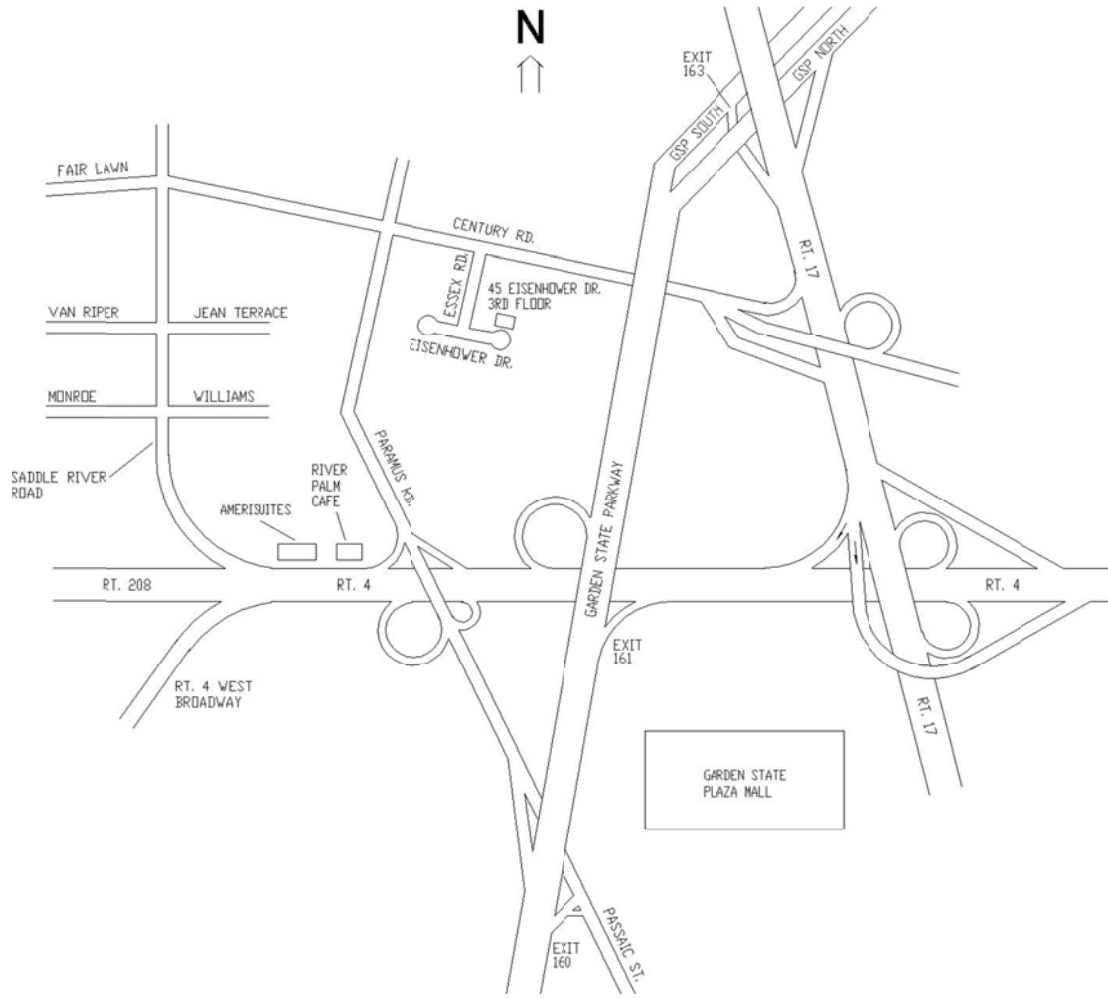 N
EXIT
163
GSP NORTH
GSP SOUTH
FAIR LAWN
CENTURY RD.
RT. 17
ESSEX RD.
45 EISENHOWER DR.
3RD FLOOR
VAN RIPER
JEAN TERRACE
EISENHOWER DR.
MONROE
WILLIAMS
PARAMUS RD.
SADDLE RIVER
ROAD
RIVER
PALM
CAFE
AMERISUITES
GARDEN STATE PARKWAY
RT. 208
RT. 4
RT. 4
EXIT
161
RT. 4 WEST
BROADWAY
RT. 17
GARDEN STATE
PLAZA MALL
PASSAIC ST.
EXIT
160